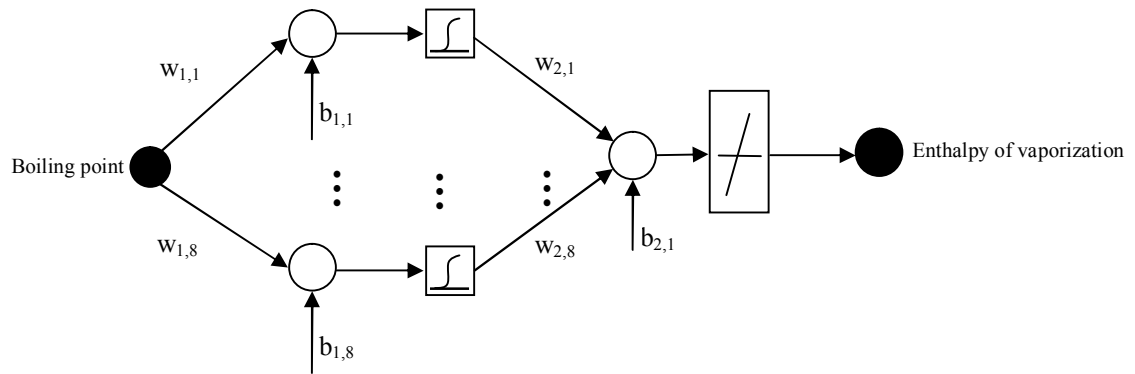 w1,1
w2,1
b1,1
Boiling point
Enthalpy of vaporization
w1,8
w2,8
b2,1
b1,8